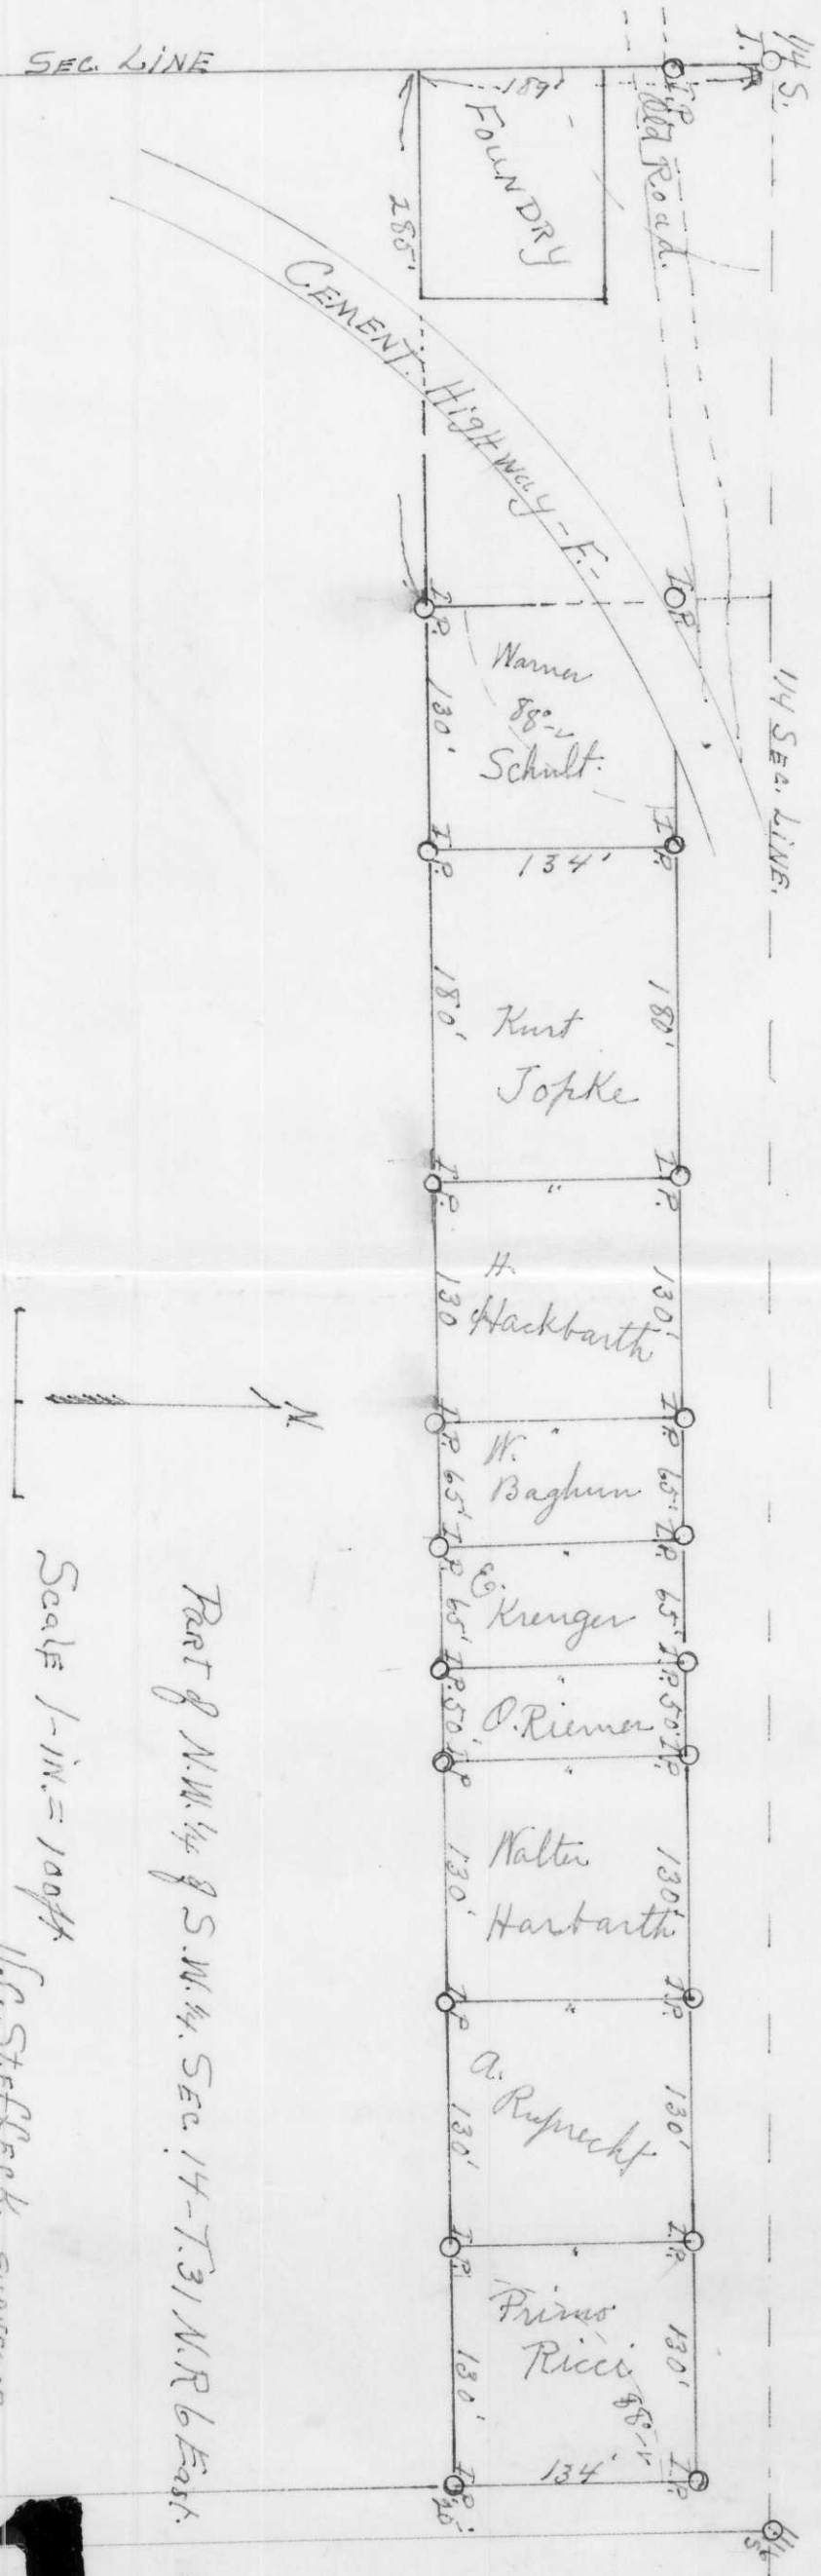 1/4 S.
I.P.
SEC. LINE
189'
I.P.
Old Road.
FOUNDRY
285'
CEMENT. HIGHWAY-F.-
I.P.
I.P.
1/4 SEC. LINE.
Warner
88°-
Schult.
130'
I.P.
I.P.
134'
180'
180'
Kurt
Jopke
I.P.
I.P.
"
H.
Hackbarth
130
130'
I.P.
I.P.
"
W.
Baghun
65'
65'
I.P.
I.P.
"
E.
Krenger
65'
65'
I.P.
I.P.
"
O. Riemer
50'
50'
I.P.
I.P.
"
Walter
Harbarth
130'
130'
I.P.
I.P.
"
A.
Ruprecht
130'
130'
I.P.
I.P.
"
Primo
Ricci
88°-
130'
130'
134'
I.P.
I.P.
1/16
N.
Part of N.W.1/4 of S.W.1/4. SEC. 14-T.31 N.R 6 East.
Scale 1-IN.=100ft